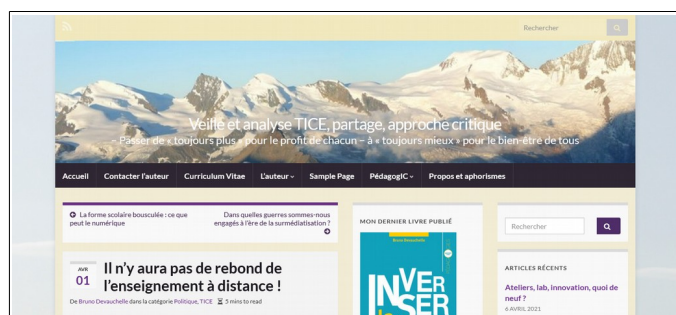 Rechercher
Veille et analyse TICE, partage, approche critique
– Passer de « toujours plus » pour le profit de chacun – à « toujours mieux » pour le bien-être de tous
Accueil Contacter l'auteur Curriculum Vitae L'auteur Sample Page PédagogIC Propos et aphorismes
La forme scolaire bousculée : ce que
peut le numérique
Dans quelles guerres sommes-nous
engagés à l'ère de la surmédiatisation ?
MON DERNIER LIVRE PUBLIÉ
Bruno Devauchelle
INVER
SER
Rechercher
AVR
01
Il n'y aura pas de rebond de
l'enseignement à distance !
De Bruno Devauchelle dans la catégorie Politique, TICE 5 mins to read
ARTICLES RÉCENTS
Ateliers, lab, innovation, quoi de
neuf ?
6 AVRIL 2021